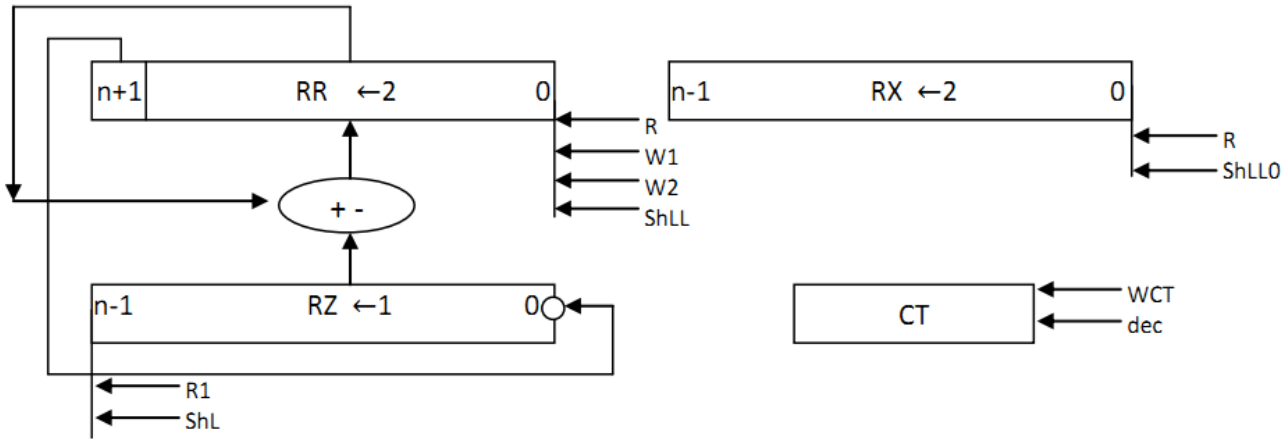 n+1 RR ←2 0
n-1 RX ←2 0
R
W1
W2
ShLL
R
ShLL0
+ -
n-1 RZ ←1 0
CT
WCT
dec
R1
ShL